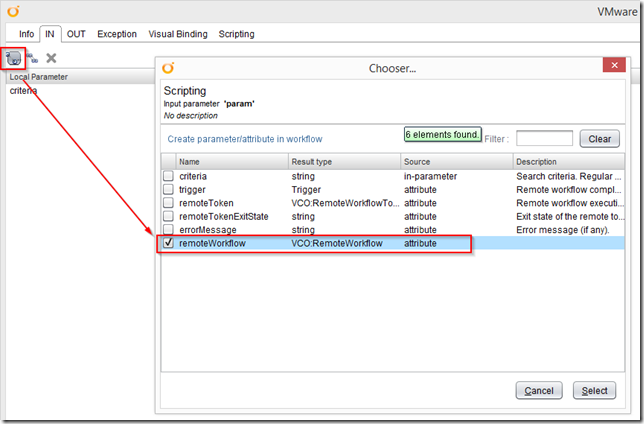 VMware
Info IN OUT Exception Visual Binding Scripting
Local Parameter
criteria
Chooser...
Scripting
Input parameter 'param'
No description
Create parameter/attribute in workflow 6 elements found. Filter : Clear
Name Result type Source Description
criteria string in-parameter Search criteria. Regular ...
trigger Trigger attribute Remote workflow compl...
remoteToken VCO:RemoteWorkflowTo... attribute Remote workflow executi...
remoteTokenExitState string attribute Exit state of the remote to...
errorMessage string attribute Error message (if any).
remoteWorkflow VCO:RemoteWorkflow attribute
Cancel Select